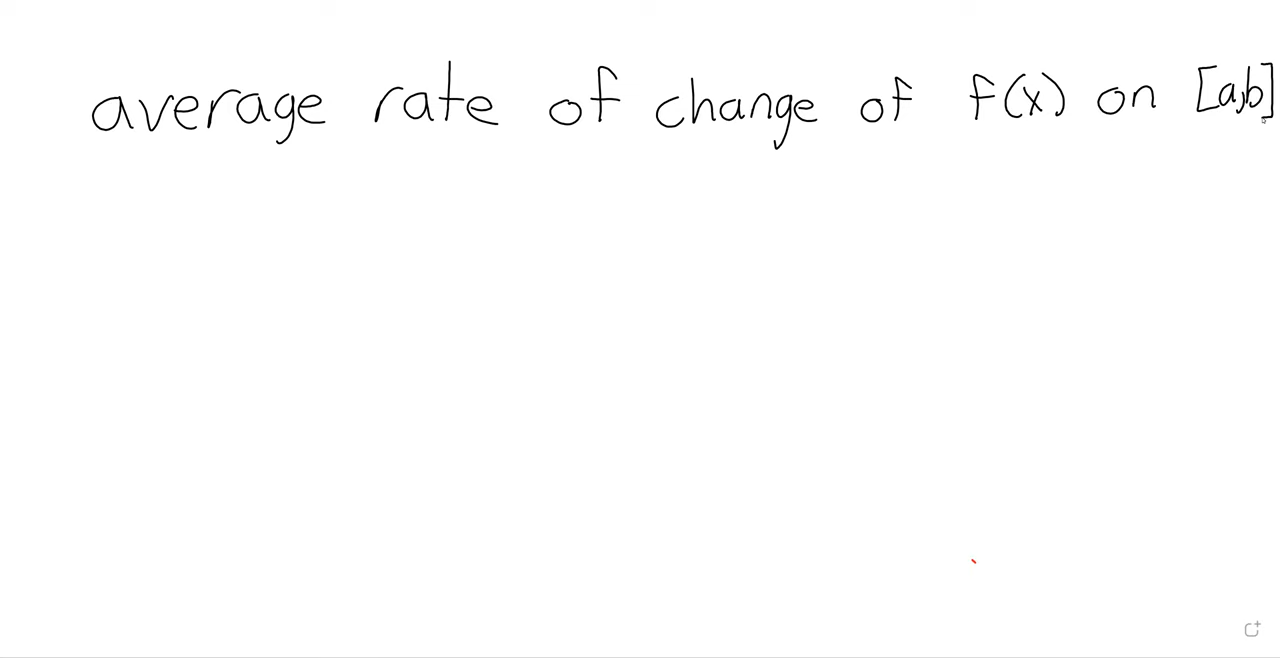 average rate of change of f(x) on [a,b]